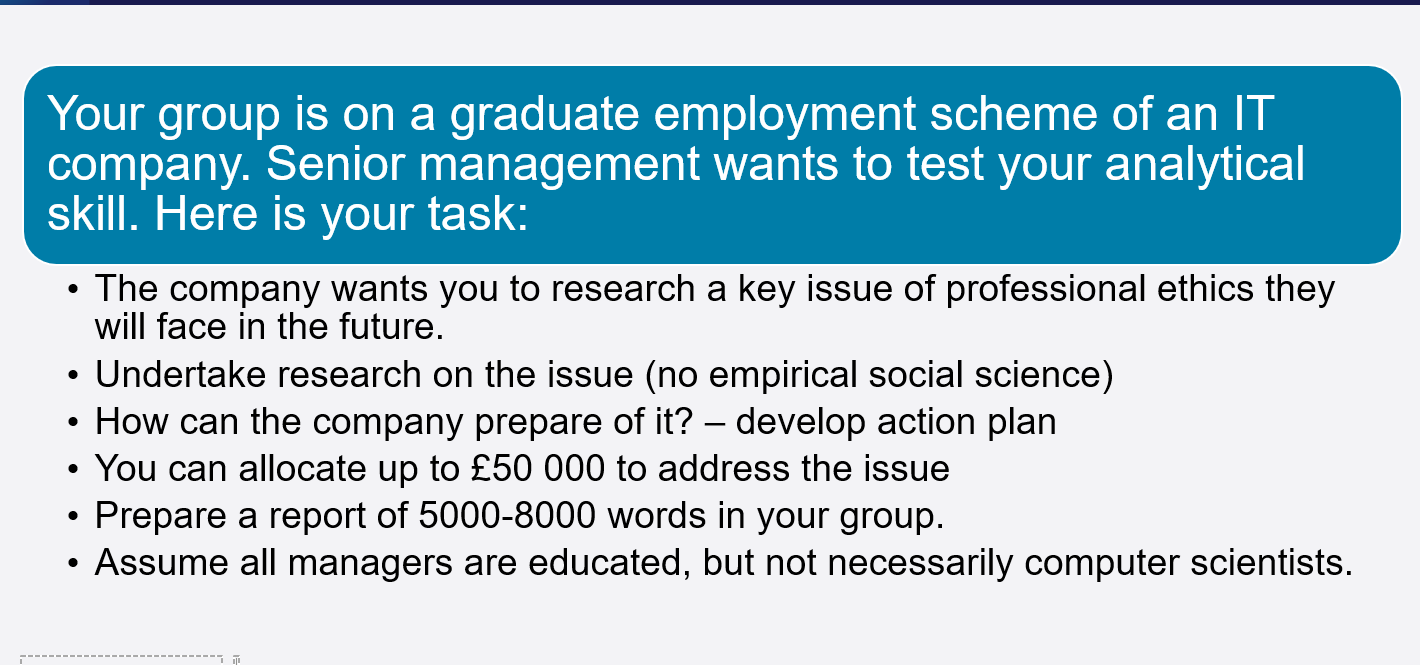 Your group is on a graduate employment scheme of an IT
company. Senior management wants to test your analytical
skill. Here is your task:
• The company wants you to research a key issue of professional ethics they
will face in the future.
• Undertake research on the issue (no empirical social science)
• How can the company prepare of it? – develop action plan
• You can allocate up to £50 000 to address the issue
• Prepare a report of 5000-8000 words in your group.
• Assume all managers are educated, but not necessarily computer scientists.